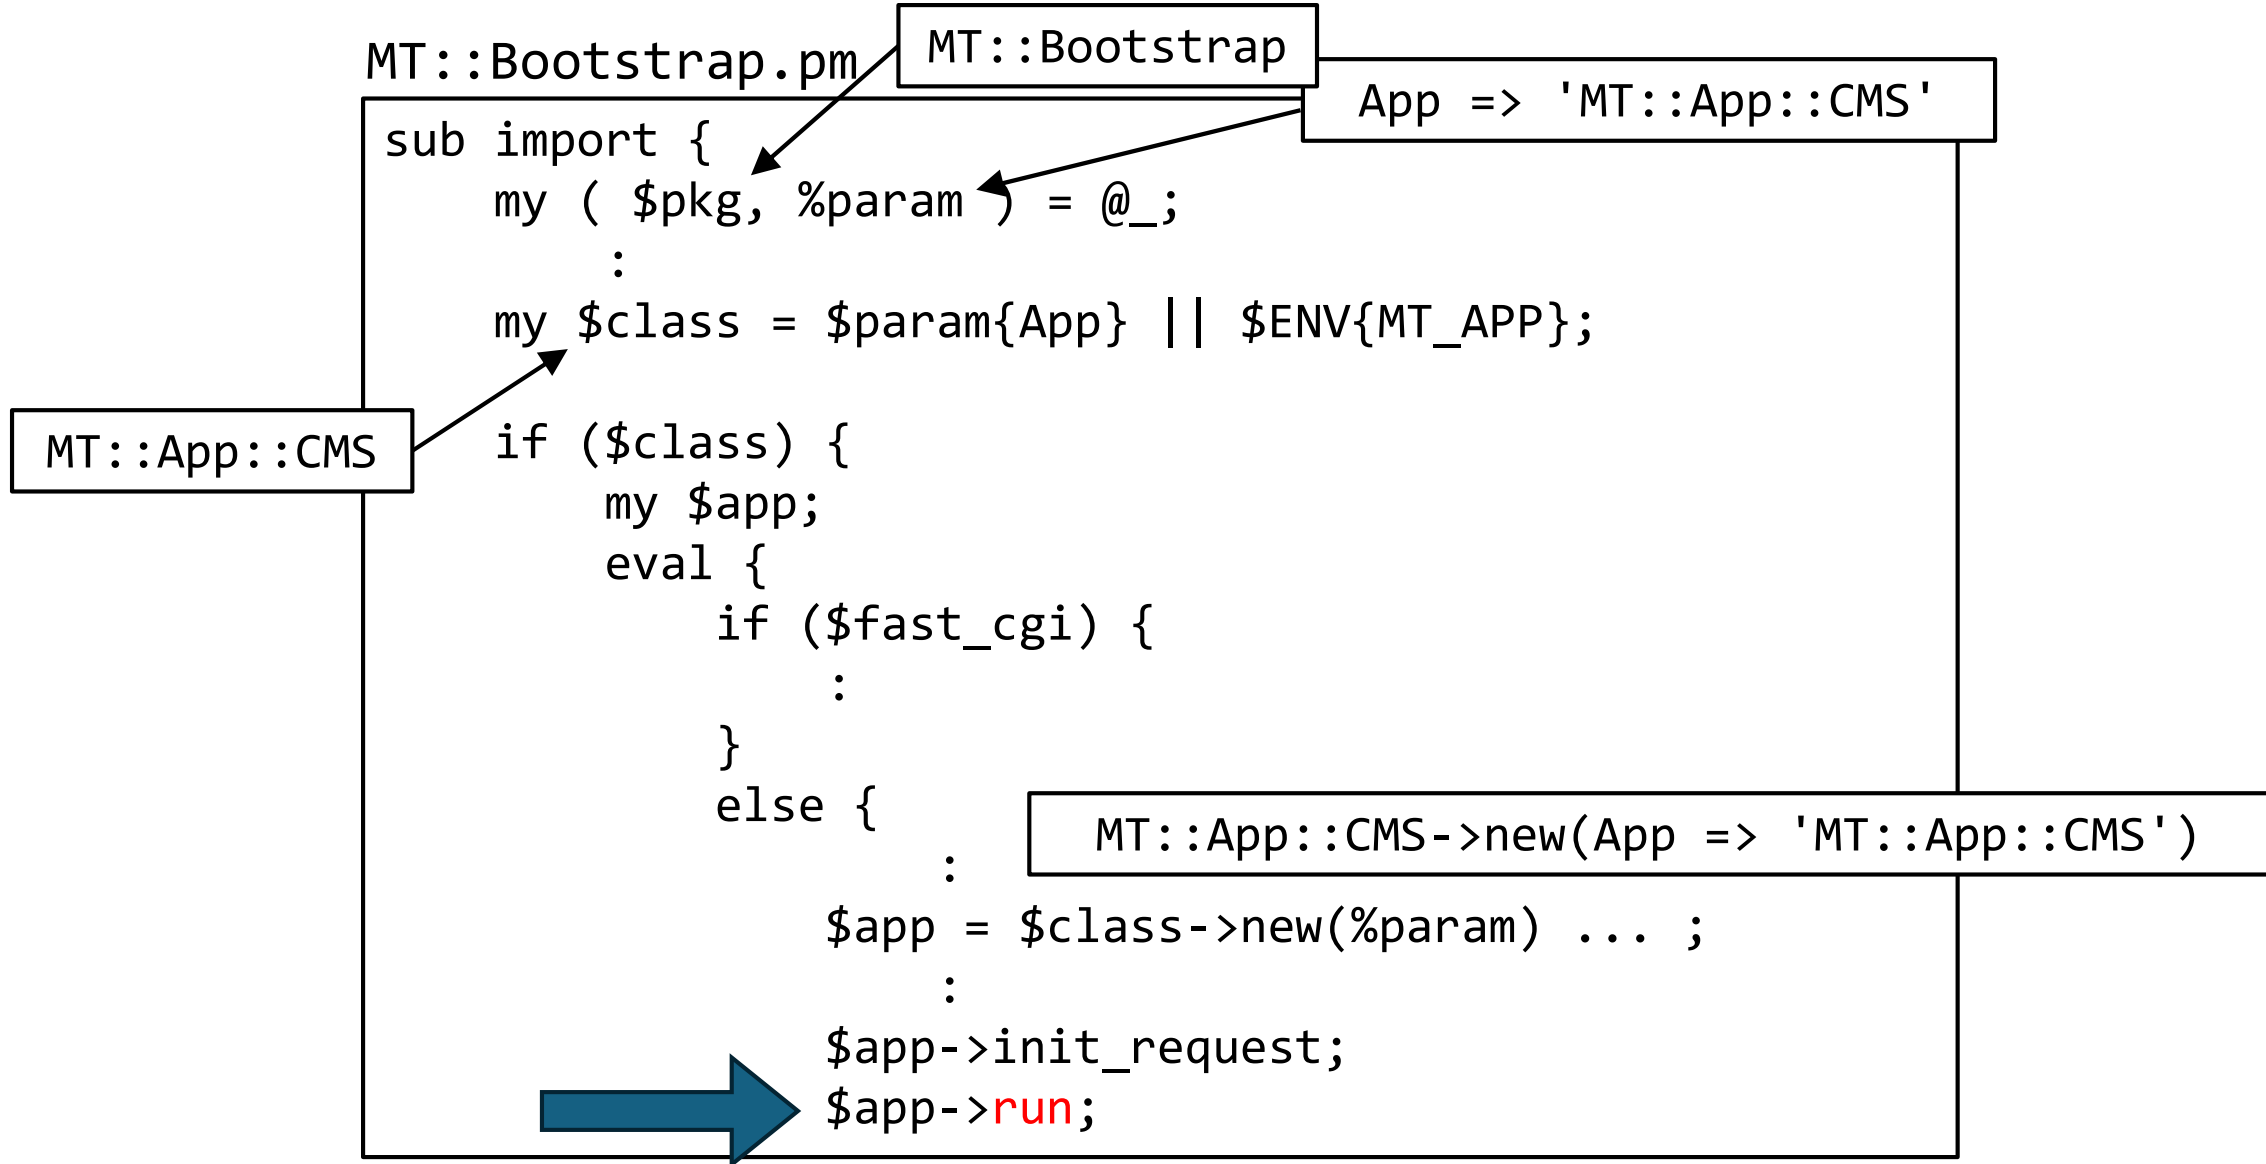 MT::Bootstrap.pm
MT::Bootstrap
App => 'MT::App::CMS'
sub import {
my ( $pkg, %param ) = @_;
:
my $class = $param{App} || $ENV{MT_APP};
MT::App::CMS
if ($class) {
my $app;
eval {
if ($fast_cgi) {
:
}
else {
MT::App::CMS->new(App => 'MT::App::CMS')
:
$app = $class->new(%param) ... ;
:
$app->init_request;
$app->run;